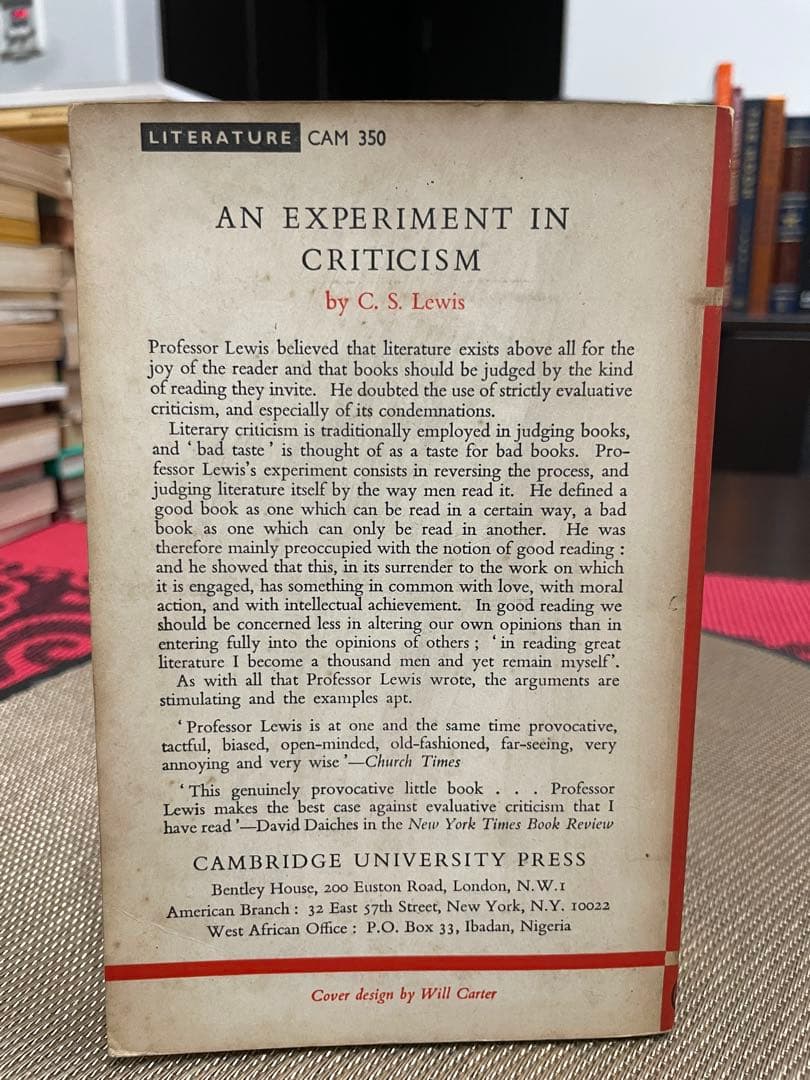 LITERATURE CAM 350
AN EXPERIMENT IN
CRITICISM
by C. S. Lewis
Professor Lewis believed that literature exists above all for the
joy of the reader and that books should be judged by the kind
of reading they invite. He doubted the use of strictly evaluative
criticism, and especially of its condemnations.
Literary criticism is traditionally employed in judging books,
and ‘ bad taste ’ is thought of as a taste for bad books. Pro-
fessor Lewis's experiment consists in reversing the process, and
judging literature itself by the way men read it. He defined a
good book as one which can be read in a certain way, a bad
book as one which can only be read in another. He was
therefore mainly preoccupied with the notion of good reading :
and he showed that this, in its surrender to the work on which
it is engaged, has something in common with love, with moral
action, and with intellectual achievement. In good reading we
should be concerned less in altering our own opinions than in
entering fully into the opinions of others ; ‘ in reading great
literature I become a thousand men and yet remain myself’.
As with all that Professor Lewis wrote, the arguments are
stimulating and the examples apt.
‘ Professor Lewis is at one and the same time provocative,
tactful, biased, open-minded, old-fashioned, far-seeing, very
annoying and very wise ’—Church Times
‘ This genuinely provocative little book . . . Professor
Lewis makes the best case against evaluative criticism that I
have read ’—David Daiches in the New York Times Book Review
CAMBRIDGE UNIVERSITY PRESS
Bentley House, 200 Euston Road, London, N.W.1
American Branch : 32 East 57th Street, New York, N.Y. 10022
West African Office : P.O. Box 33, Ibadan, Nigeria
Cover design by Will Carter